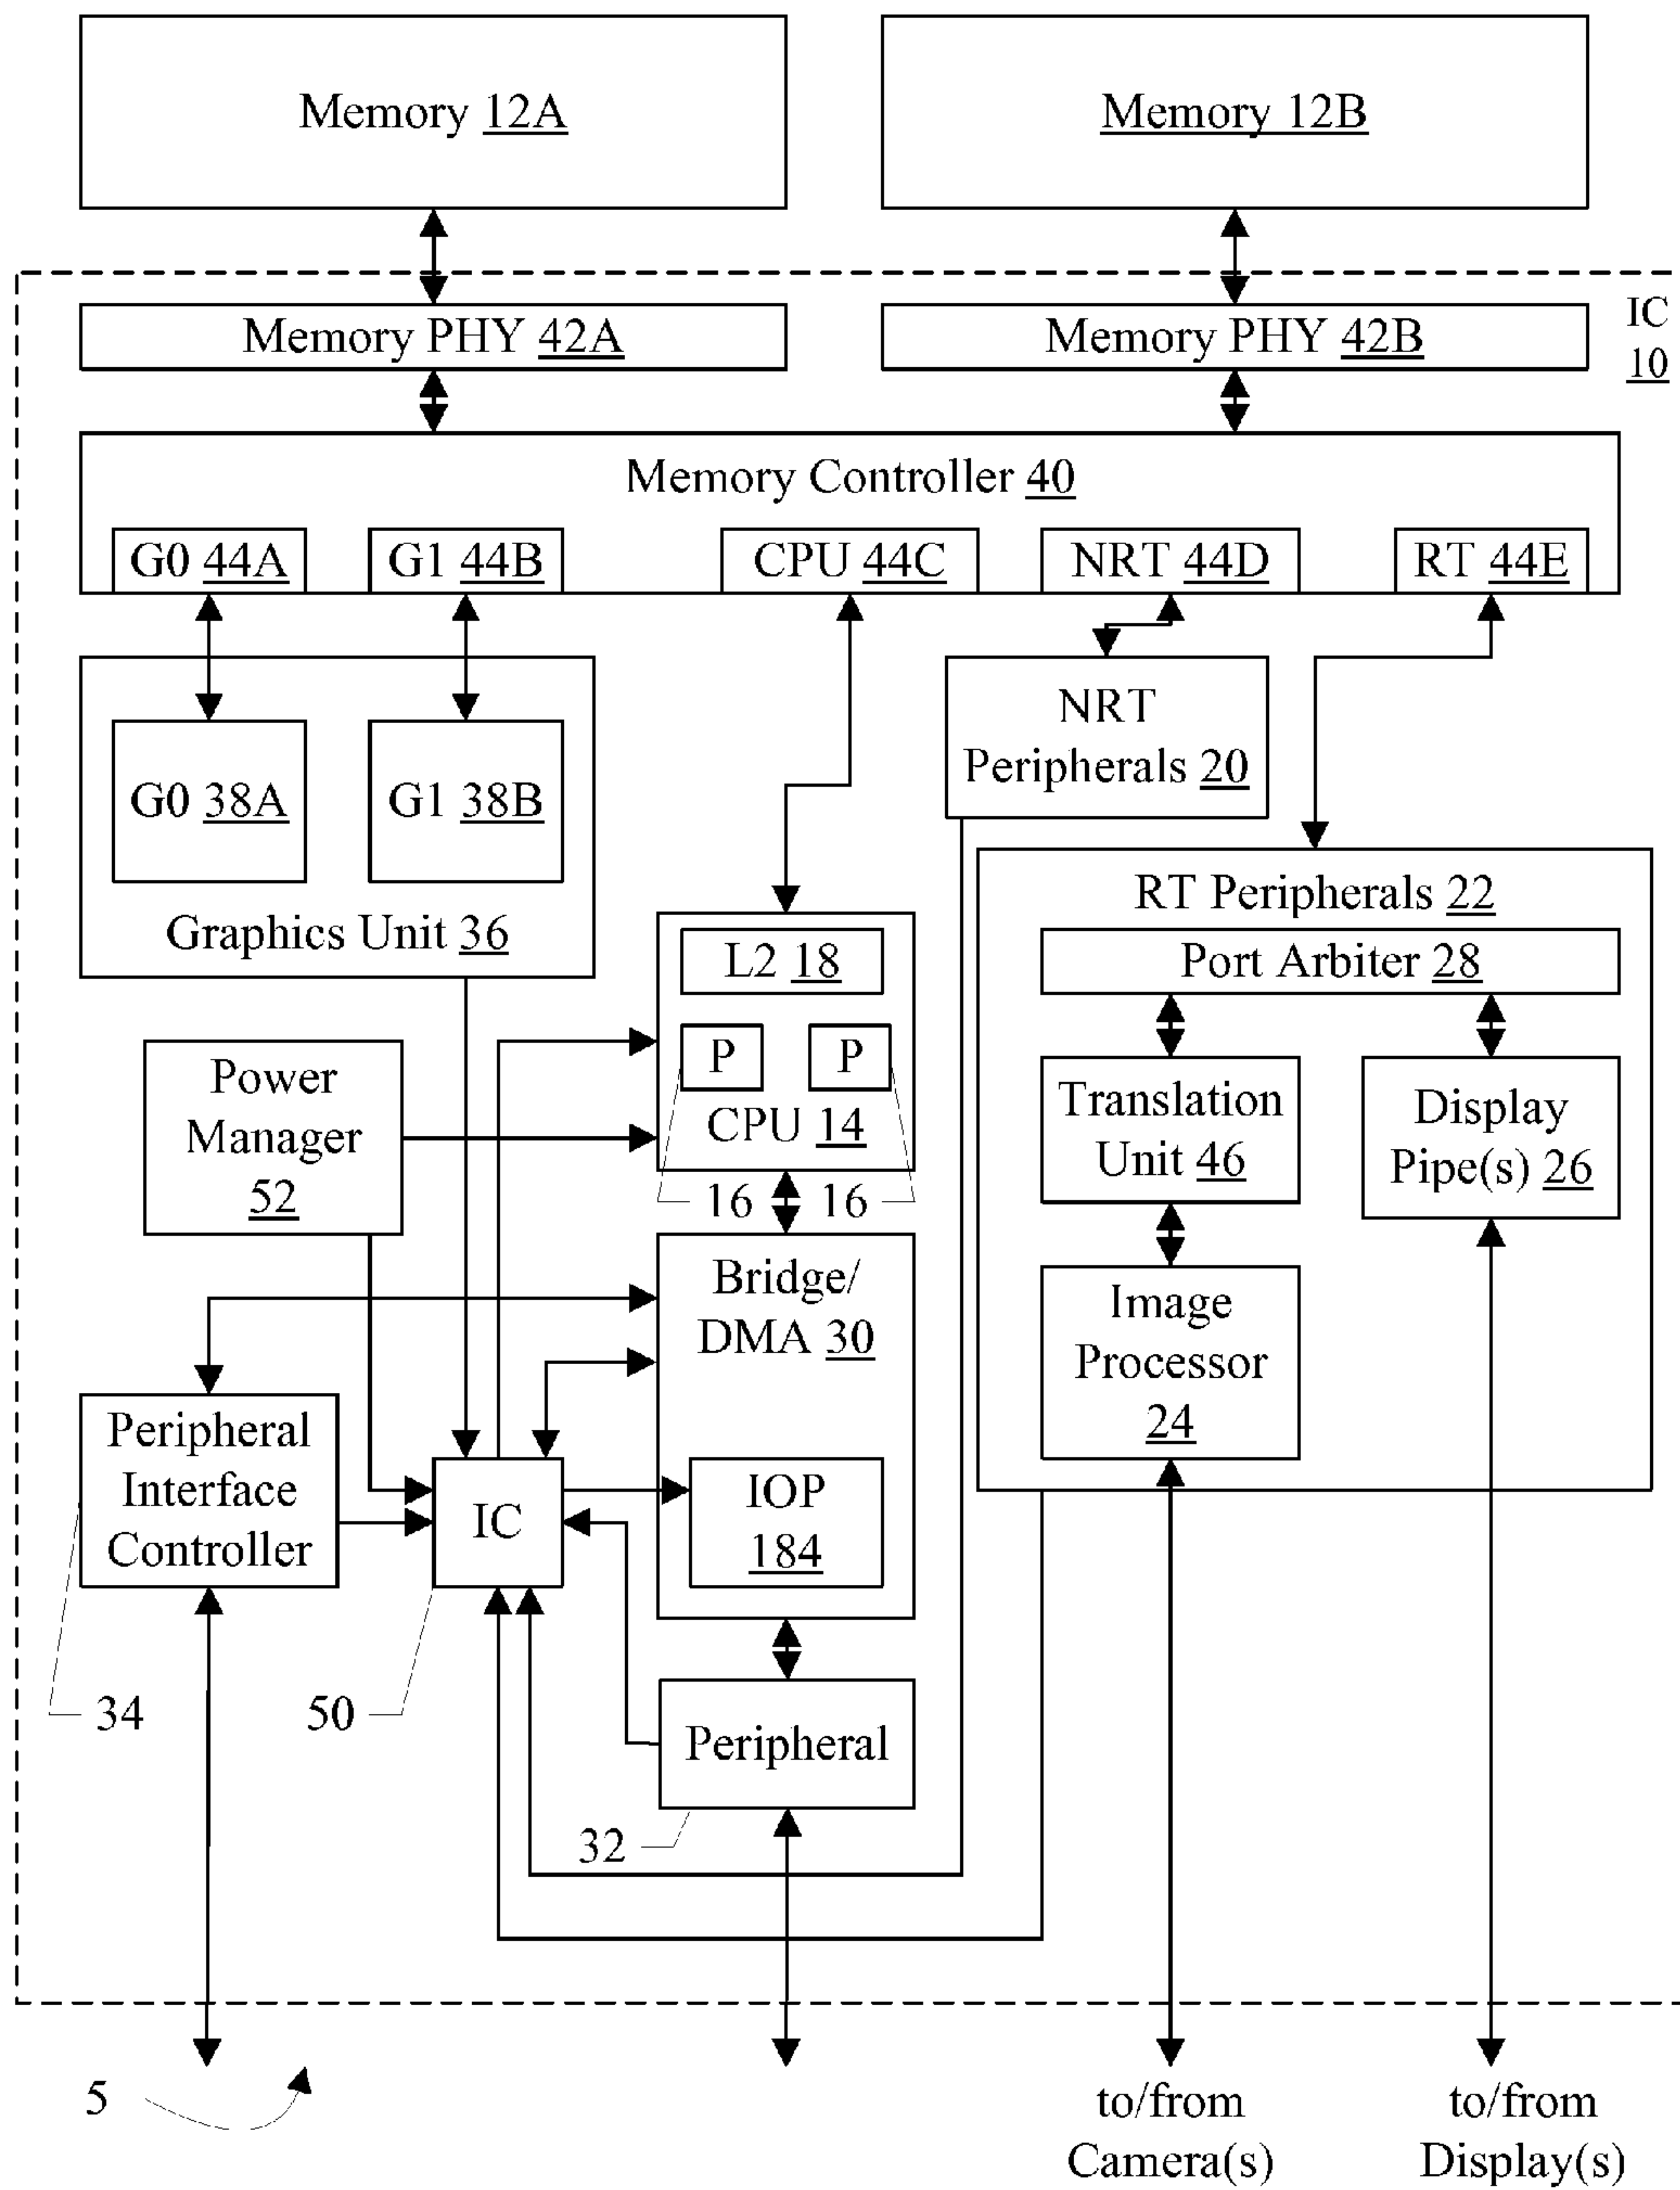 Memory 12A
Memory 12B
IC
10
Memory PHY 42A
Memory PHY 42B
Memory Controller 40
G0 44A
G1 44B
CPU 44C
NRT 44D
RT 44E
G0 38A
G1 38B
Graphics Unit 36
NRT
Peripherals 20
RT Peripherals 22
Port Arbiter 28
L2 18
P
P
CPU 14
16
16
Power
Manager
52
Translation
Unit 46
Display
Pipe(s) 26
Bridge/
DMA 30
Image
Processor
24
Peripheral
Interface
Controller
IC
IOP
184
34
50
Peripheral
32
5
to/from
Camera(s)
to/from
Display(s)